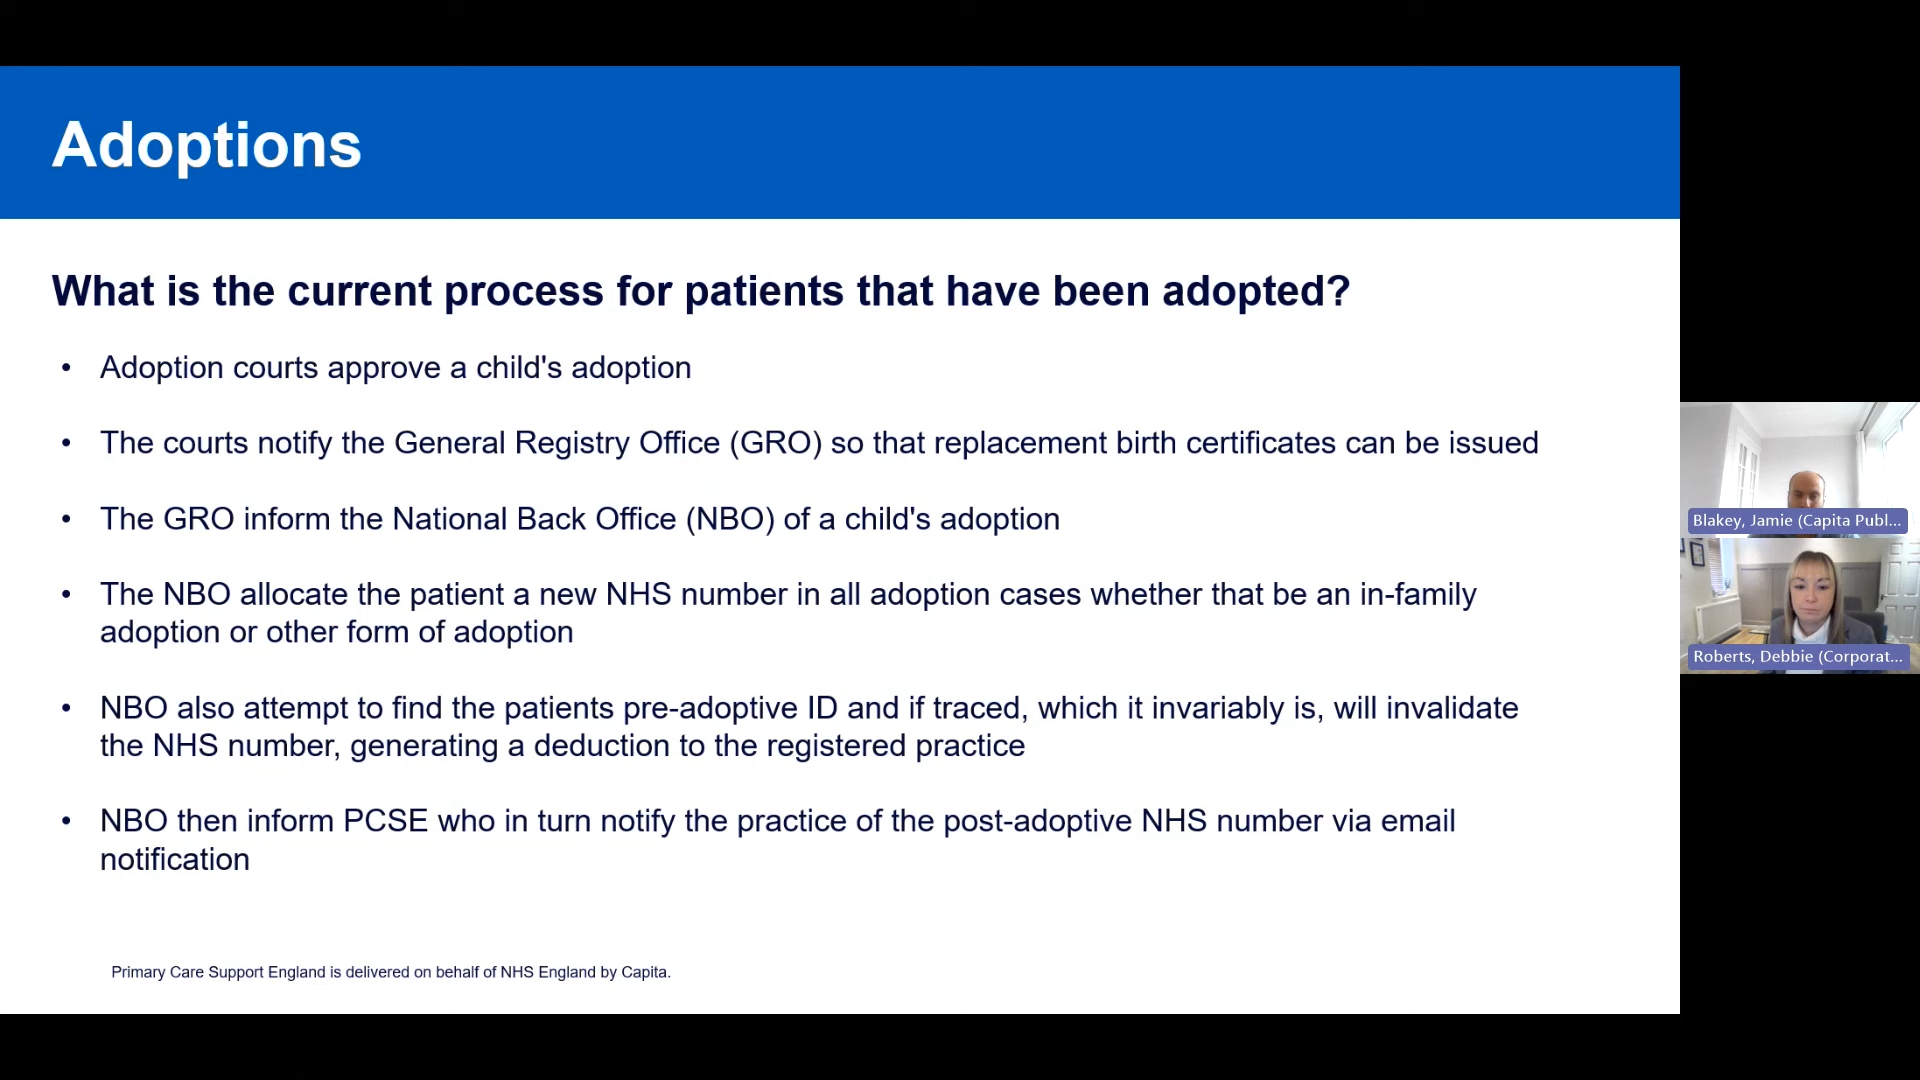 Adoptions
What is the current process for patients that have been adopted?
• Adoption courts approve a child's adoption
• The courts notify the General Registry Office (GRO) so that replacement birth certificates can be issued
• The GRO inform the National Back Office (NBO) of a child's adoption
• The NBO allocate the patient a new NHS number in all adoption cases whether that be an in-family
adoption or other form of adoption
• NBO also attempt to find the patients pre-adoptive ID and if traced, which it invariably is, will invalidate
the NHS number, generating a deduction to the registered practice
• NBO then inform PCSE who in turn notify the practice of the post-adoptive NHS number via email
notification
Primary Care Support England is delivered on behalf of NHS England by Capita.
Blakey, Jamie (Capita Publ...
Roberts, Debbie (Corporat...